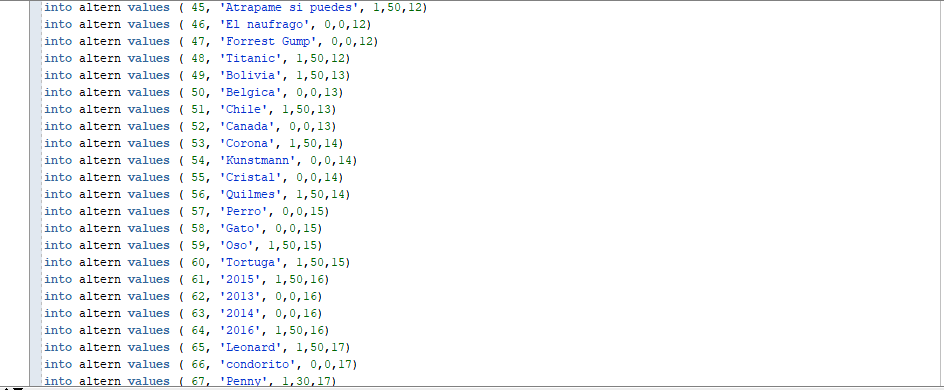 into altern values ( 45, 'Atrapame si puedes', 1,50,12)
into altern values ( 46, 'El naufrago', 0,0,12)
into altern values ( 47, 'Forrest Gump', 0,0,12)
into altern values ( 48, 'Titanic', 1,50,12)
into altern values ( 49, 'Bolivia', 1,50,13)
into altern values ( 50, 'Belgica', 0,0,13)
into altern values ( 51, 'Chile', 1,50,13)
into altern values ( 52, 'Canada', 0,0,13)
into altern values ( 53, 'Corona', 1,50,14)
into altern values ( 54, 'Kunstmann', 0,0,14)
into altern values ( 55, 'Cristal', 0,0,14)
into altern values ( 56, 'Quilmes', 1,50,14)
into altern values ( 57, 'Perro', 0,0,15)
into altern values ( 58, 'Gato', 0,0,15)
into altern values ( 59, 'Oso', 1,50,15)
into altern values ( 60, 'Tortuga', 1,50,15)
into altern values ( 61, '2015', 1,50,16)
into altern values ( 62, '2013', 0,0,16)
into altern values ( 63, '2014', 0,0,16)
into altern values ( 64, '2016', 1,50,16)
into altern values ( 65, 'Leonard', 1,50,17)
into altern values ( 66, 'condorito', 0,0,17)
into altern values ( 67, 'Penny', 1,30,17)